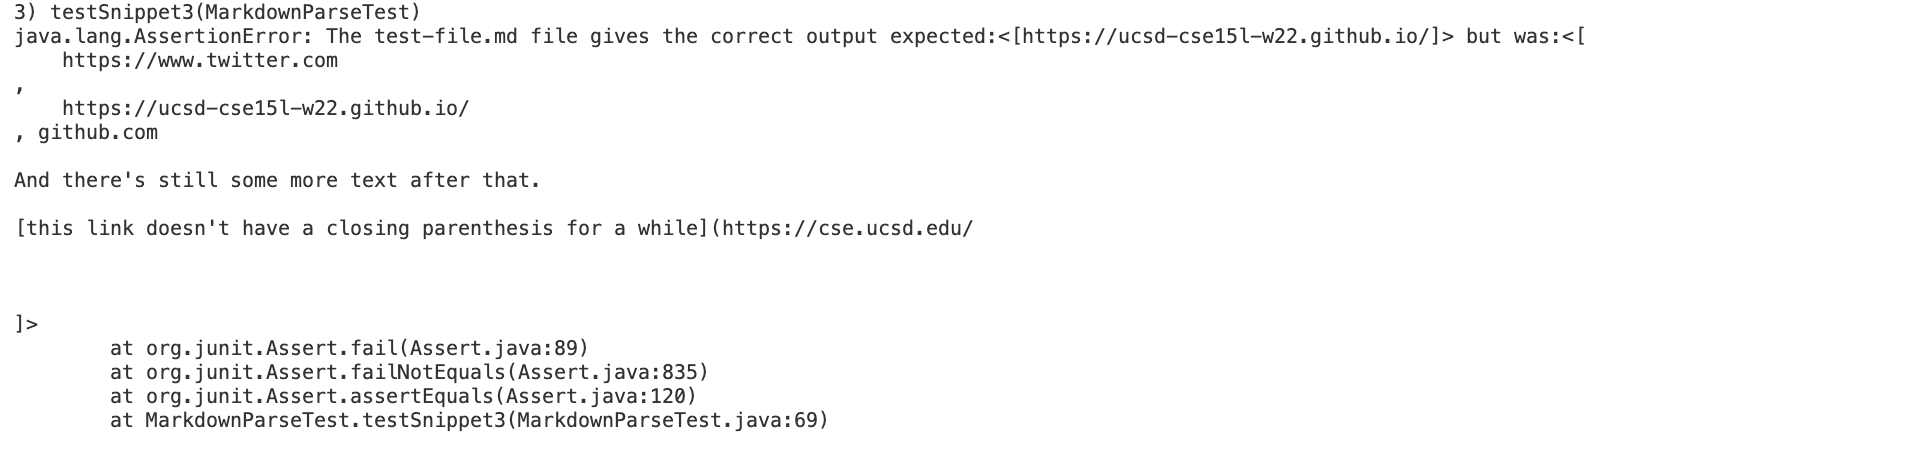 3) testSnippet3(MarkdownParseTest)
java.lang.AssertionError: The test-file.md file gives the correct output expected:<[https://ucsd-cse15l-w22.github.io/]> but was:<[
    https://www.twitter.com
,
    https://ucsd-cse15l-w22.github.io/
, github.com

And there's still some more text after that.

[this link doesn't have a closing parenthesis for a while](https://cse.ucsd.edu/



]>
        at org.junit.Assert.fail(Assert.java:89)
        at org.junit.Assert.failNotEquals(Assert.java:835)
        at org.junit.Assert.assertEquals(Assert.java:120)
        at MarkdownParseTest.testSnippet3(MarkdownParseTest.java:69)